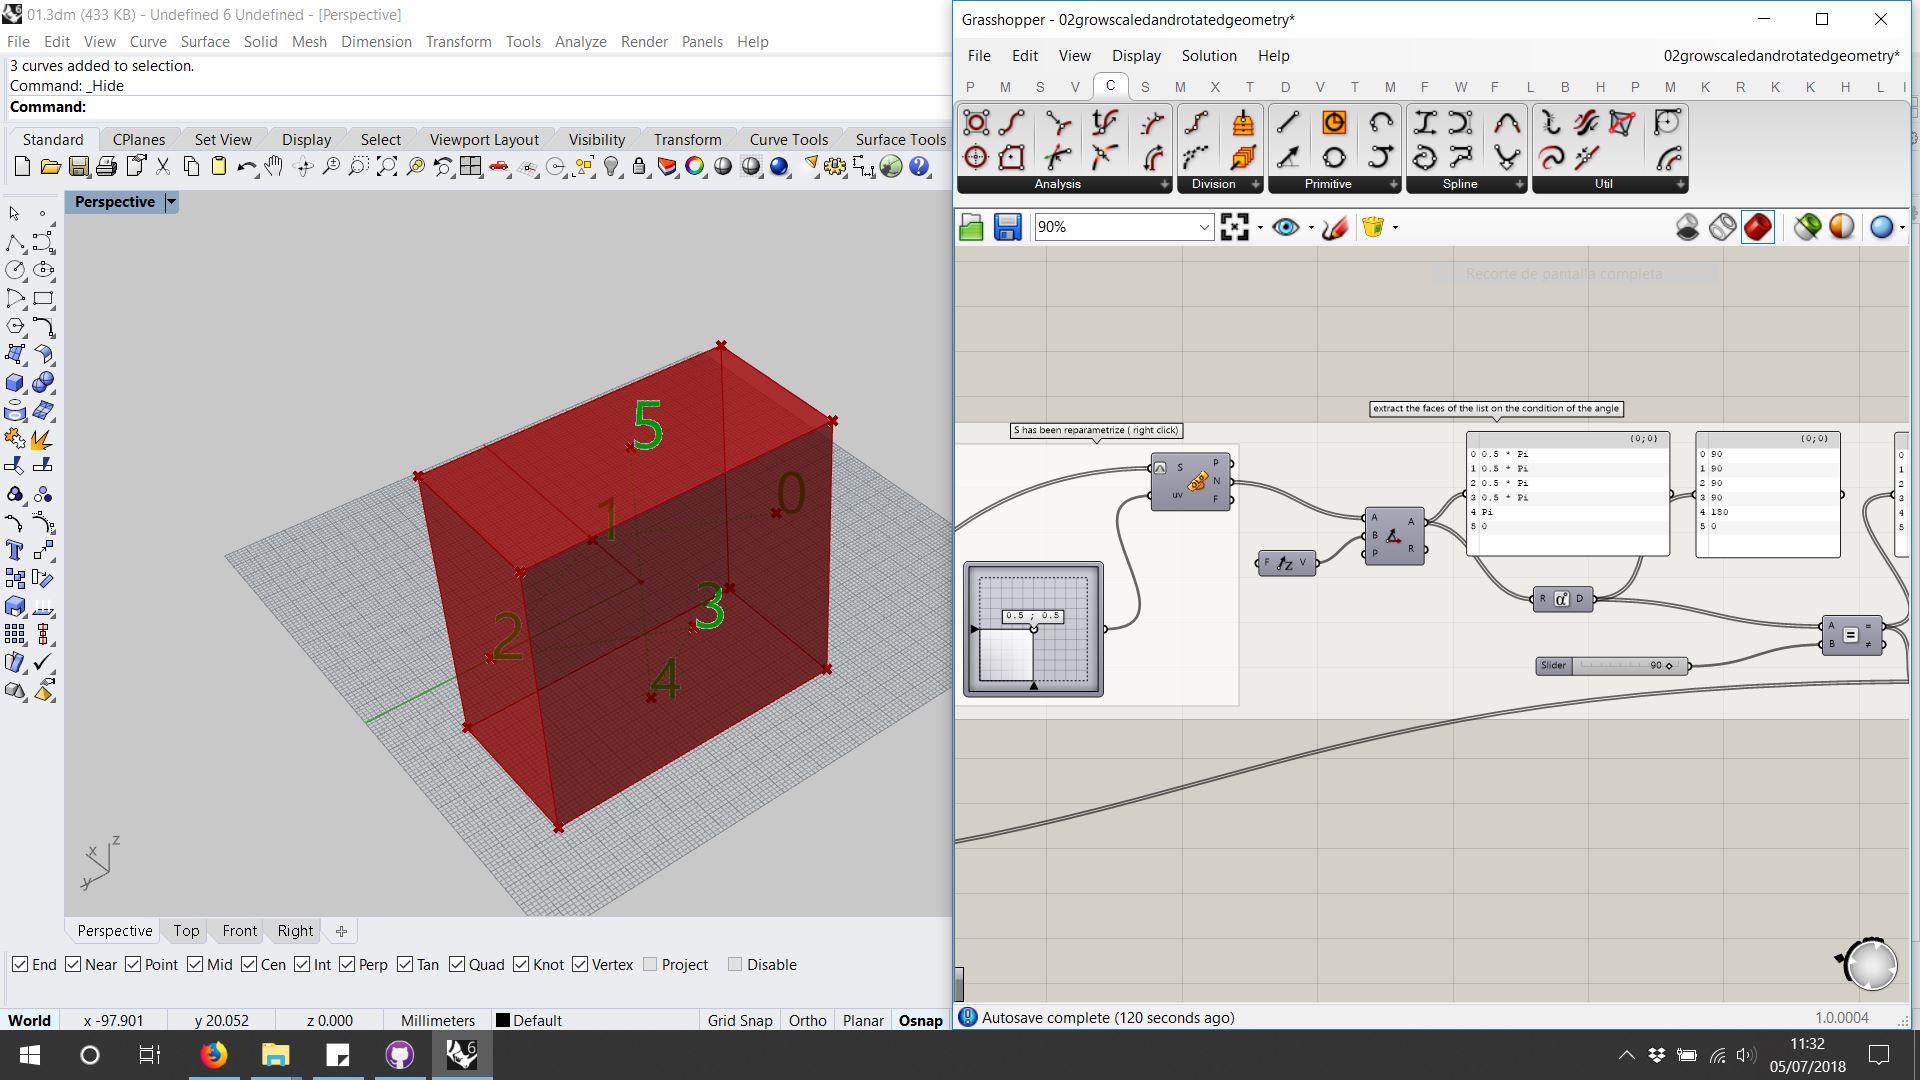 01.3dm (433 KB) - Undefined 6 Undefined - [Perspective]
File Edit View Curve Surface Solid Mesh Dimension Transform Tools Analyze Render Panels Help
3 curves added to selection.
Command: _Hide
Command:
Standard CPlanes Set View Display Select Viewport Layout Visibility Transform Curve Tools Surface Tools
Perspective
5
0
1
3
2
4
z
x
y
Perspective Top Front Right
End Near Point Mid Cen Int Perp Tan Quad Knot Vertex Project Disable
World x -97.901 y 20.052 z 0.000 Millimeters Default Grid Snap Ortho Planar Osnap
Grasshopper - 02growscaledandrotatedgeometry*
File Edit View Display Solution Help 02growscaledandrotatedgeometry*
P M S V C S M X T D V T M F W F L B H P M K R K K H L I
Analysis Division Primitive Spline Util
90%
Recorte de pantalla completa
extract the faces of the list on the condition of the angle
S has been reparametrize ( right click)
S uv P N F
0.5 ; 0.5
F Z V
A B P A R
{0;0}
0 0.5 * Pi
1 0.5 * Pi
2 0.5 * Pi
3 0.5 * Pi
4 Pi
5 0
{0;0}
0 90
1 90
2 90
3 90
4 180
5 0
0
1
2
3
4
5
R α° D
A B = ≠
Slider 90
Autosave complete (120 seconds ago) 1.0.0004
6
11:32
05/07/2018